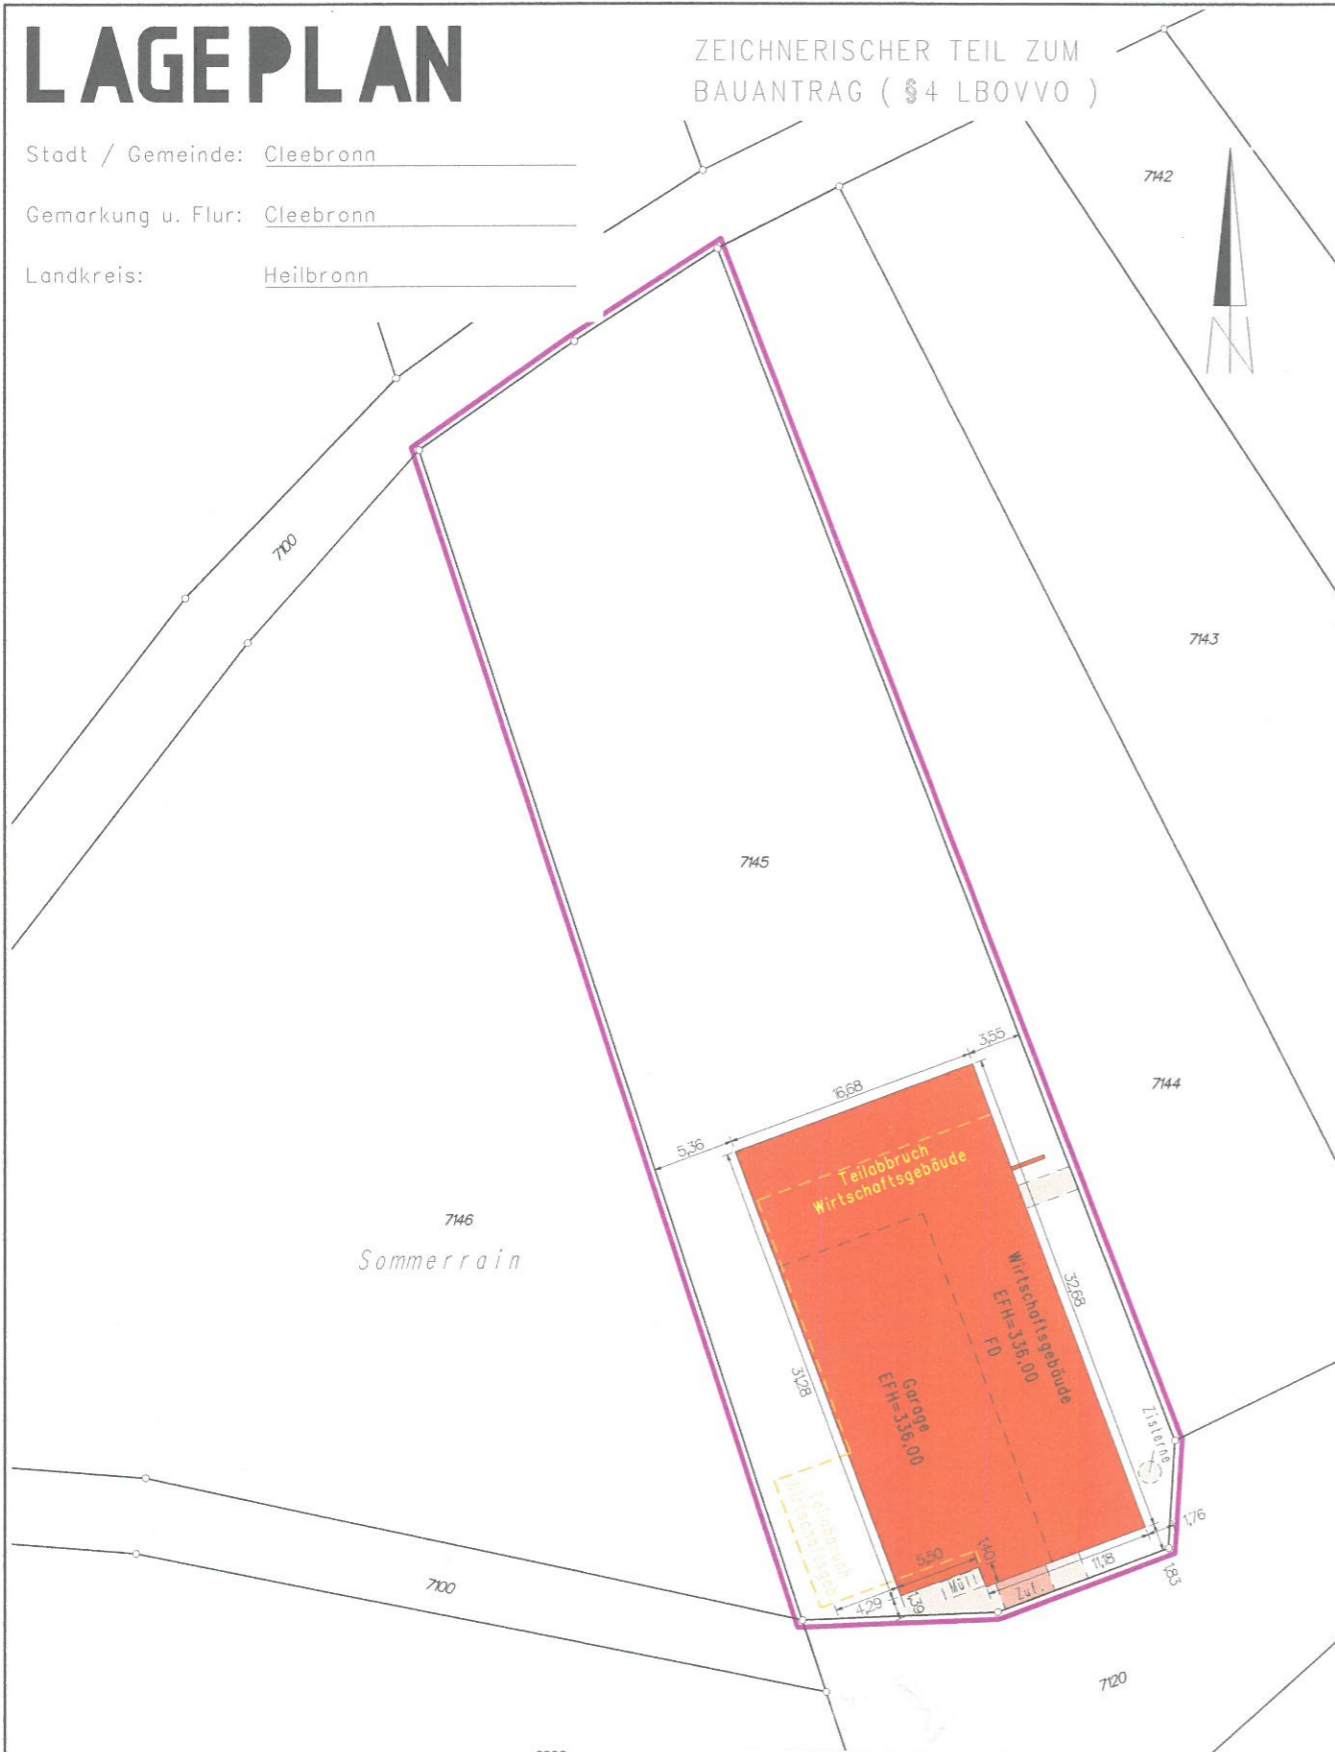 LAGEPLAN
ZEICHNERISCHER TEIL ZUM
BAUANTRAG ( §4 LBOVVO )
Stadt / Gemeinde: Cleebronn
Gemarkung u. Flur: Cleebronn
Landkreis: Heilbronn
7142
N
7100
7143
7145
3,55
16,68
7144
5,36
Teilabbruch
Wirtschaftsgebäude
7146
Sommerrain
32,68
Wirtschaftsgebäude
EFH=336,00
FD
31,28
Garage
EFH=336,00
Zisterne
Teilabbruch
Wirtschaftsgeb
1,76
5,50
1,40
11,18
1,83
Müll
Zuf.
4,29
1,39
7100
7120